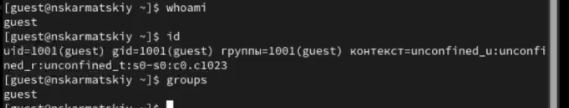 [guest@nskarmatskiy ~]$ whoami
guest
[guest@nskarmatskiy ~]$ id
uid=1001(guest) gid=1001(guest) группы=1001(guest) контекст=unconfined_u:unconfi
ned_r:unconfined_t:s0-s0:c0.c1023
[guest@nskarmatskiy ~]$ groups
guest
[guest@nskarmatskiy ~]$